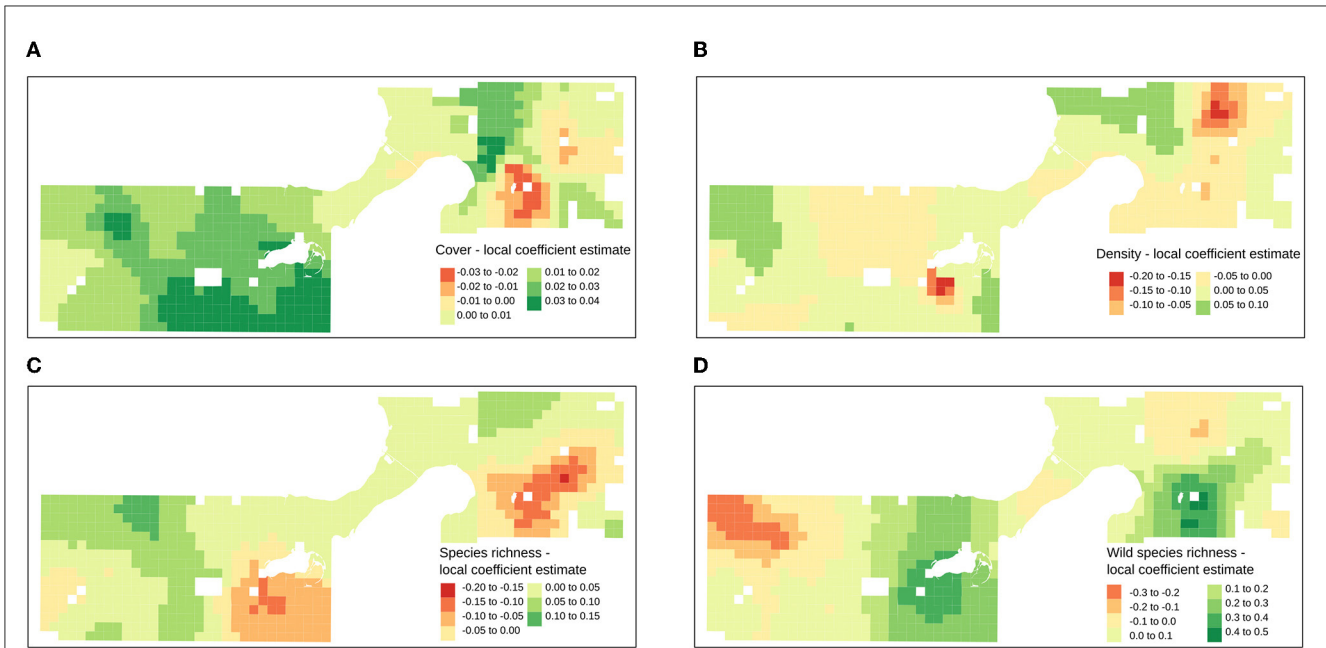 A
B
Cover - local coefficient estimate
-0.03 to -0.02
-0.02 to -0.01
-0.01 to 0.00
0.00 to 0.01
0.01 to 0.02
0.02 to 0.03
0.03 to 0.04
Density - local coefficient estimate
-0.20 to -0.15
-0.15 to -0.10
-0.10 to -0.05
-0.05 to 0.00
0.00 to 0.05
0.05 to 0.10
C
D
Species richness -
local coefficient estimate
-0.20 to -0.15
-0.15 to -0.10
-0.10 to -0.05
-0.05 to 0.00
0.00 to 0.05
0.05 to 0.10
0.10 to 0.15
Wild species richness -
local coefficient estimate
-0.3 to -0.2
-0.2 to -0.1
-0.1 to 0.0
0.0 to 0.1
0.1 to 0.2
0.2 to 0.3
0.3 to 0.4
0.4 to 0.5